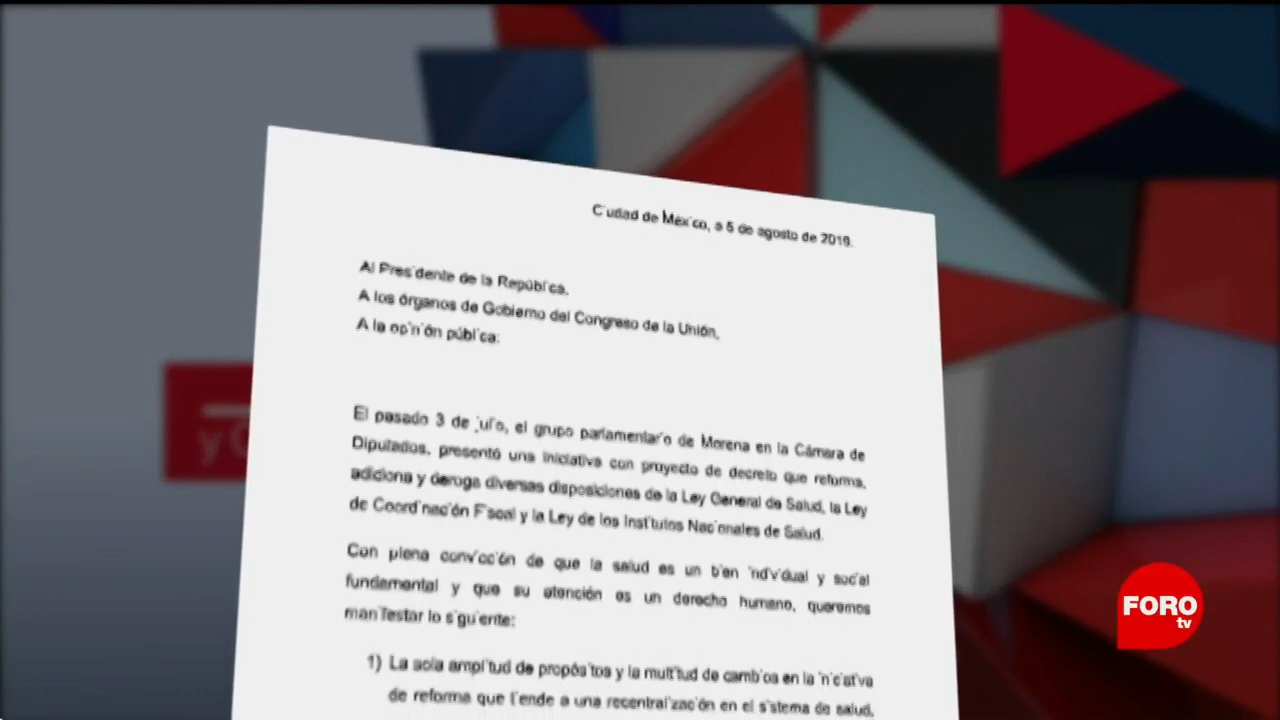 Ciudad de México, a 5 de agosto de 2019.
Al Presidente de la República,
A los órganos de Gobierno del Congreso de la Unión,
A la opinión pública:
El pasado 3 de julio, el grupo parlamentario de Morena en la Cámara de
Diputados, presentó una iniciativa con proyecto de decreto que reforma,
adiciona y deroga diversas disposiciones de la Ley General de Salud, la Ley
de Coordinación Fiscal y la Ley de los Institutos Nacionales de Salud.
Con plena convicción de que la salud es un bien individual y social
fundamental y que su atención es un derecho humano, queremos
manifestar lo siguiente:
1) La sola amplitud de propósitos y la multitud de cambios en la iniciativa
de reforma que tiende a una recentralización en el sistema de salud,
y
FORO
tv